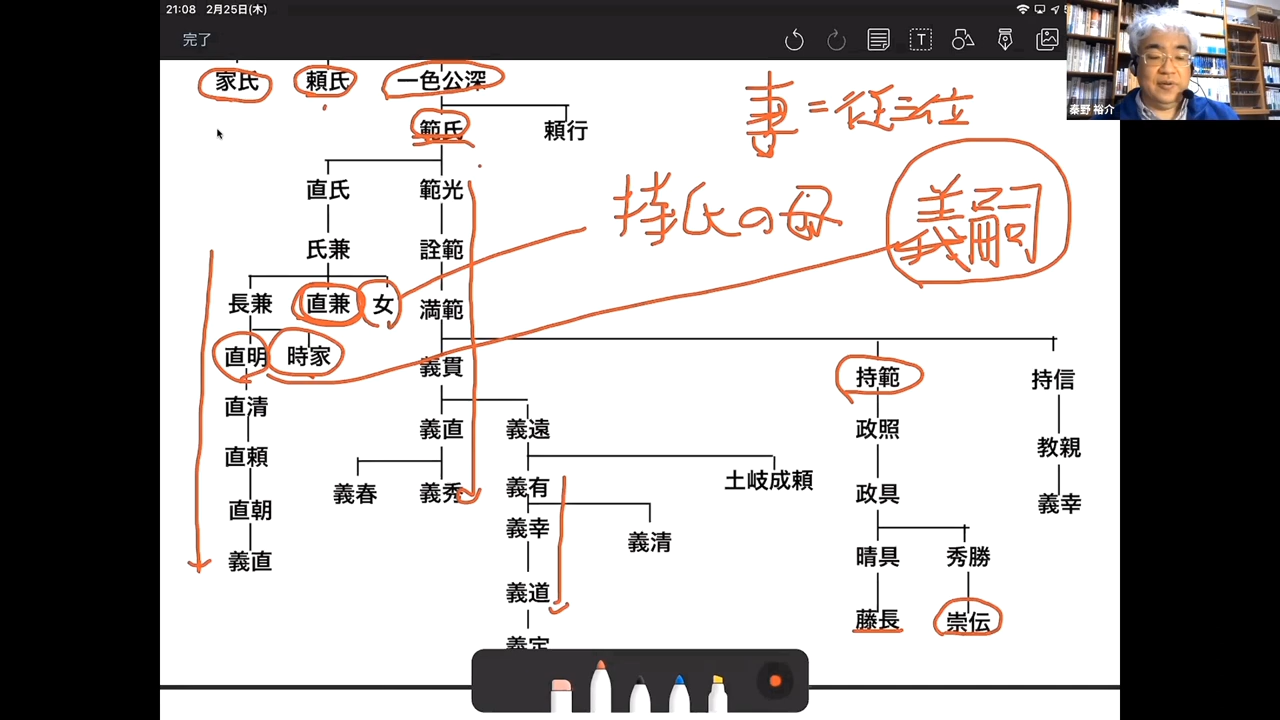 21:08 2月25日(木)
完了
秦野 裕介
家氏 頼氏 一色公深
妻=従三位
範氏 頼行
直氏 範光
持氏の母 義嗣
氏兼 詮範
長兼 直兼 女 満範
直明 時家 義貫
持範 持信
直清
義直 義遠 政照
教親
直頼
土岐成頼
義春 義秀 義有 政具
義幸
直朝
義幸
義清
義直
晴具 秀勝
義道
藤長 崇伝
義定